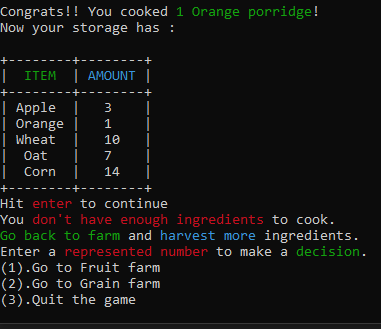 Congrats!! You cooked 1 Orange porridge!
Now your storage has :
+--------+--------+
|  ITEM  | AMOUNT |
+--------+--------+
| Apple  |   3    |
| Orange |   1    |
| Wheat  |   10   |
|  Oat   |   7    |
|  Corn  |   14   |
+--------+--------+
Hit enter to continue
You don't have enough ingredients to cook.
Go back to farm and harvest more ingredients.
Enter a represented number to make a decision.
(1).Go to Fruit farm
(2).Go to Grain farm
(3).Quit the game